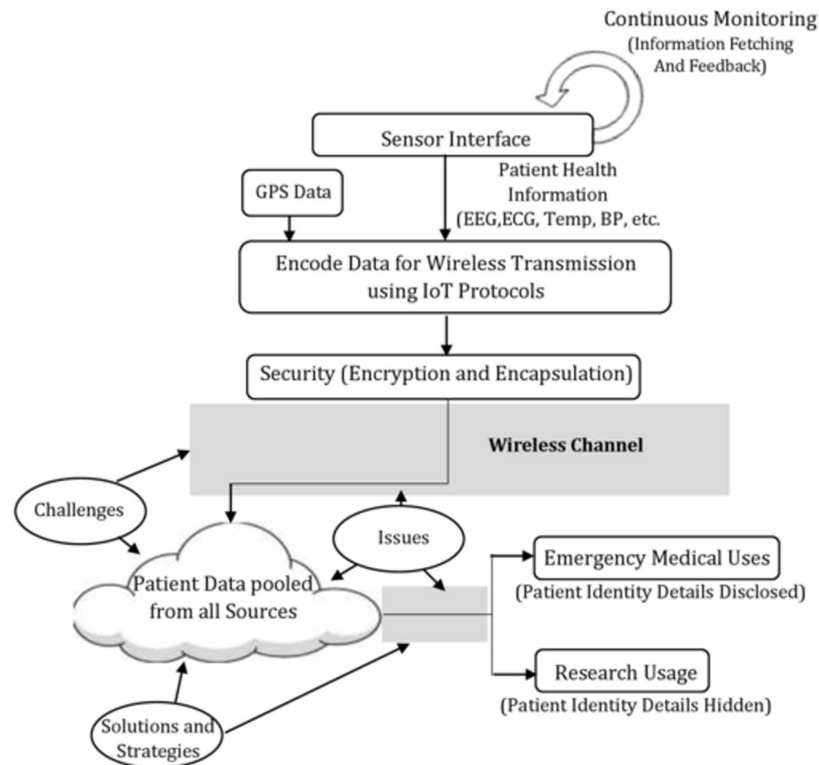 Continuous Monitoring
(Information Fetching
And Feedback)
Sensor Interface
Patient Health
Information
(EEG,ECG, Temp, BP, etc.
GPS Data
Encode Data for Wireless Transmission
using IoT Protocols
Security (Encryption and Encapsulation)
Wireless Channel
Challenges
Issues
Patient Data pooled
from all Sources
Emergency Medical Uses
(Patient Identity Details Disclosed)
Research Usage
(Patient Identity Details Hidden)
Solutions and
Strategies